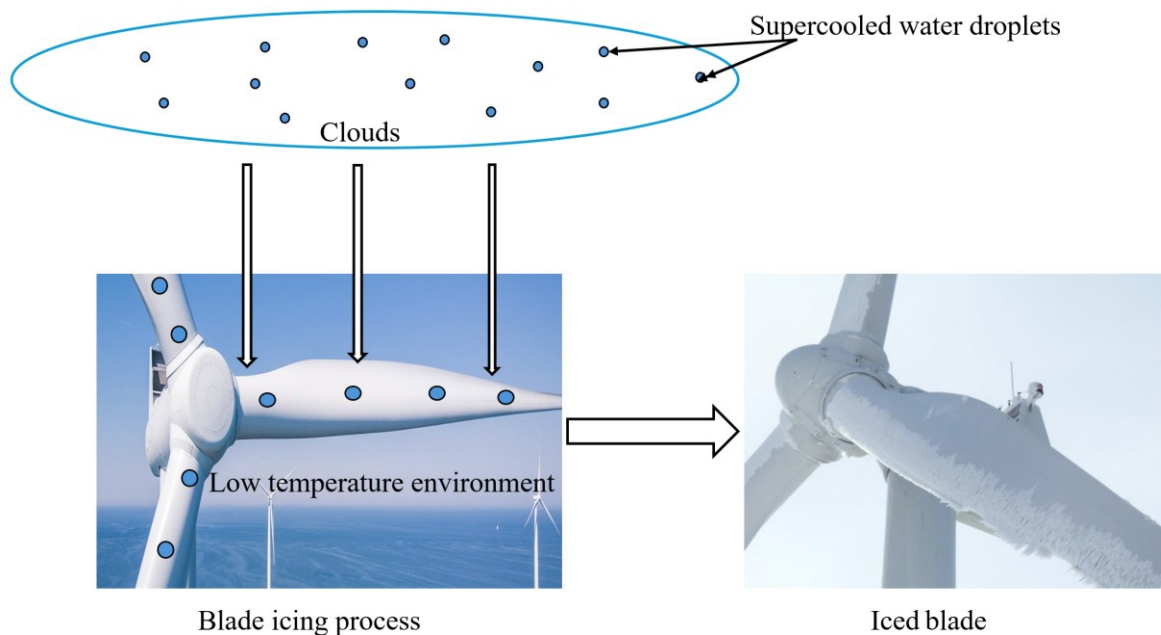 Supercooled water droplets
Clouds
Low temperature environment
Blade icing process
Iced blade